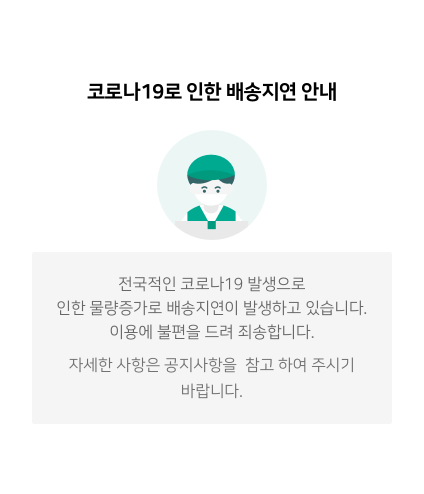 코로나19로 인한 배송지연 안내
전국적인 코로나19 발생으로
인한 물량증가로 배송지연이 발생하고 있습니다.
이용에 불편을 드려 죄송합니다.
자세한 사항은 공지사항을 참고 하여 주시기
바랍니다.